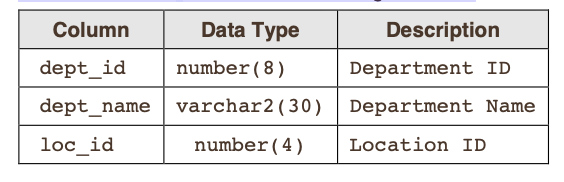 Column Data Type Description
dept_id number(8) Department ID
dept_name varchar2(30) Department Name
loc_id number(4) Location ID